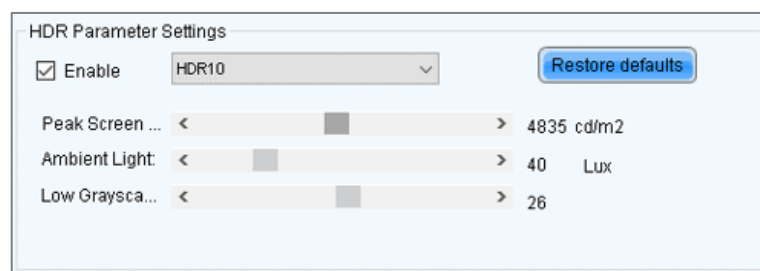 HDR Parameter Settings
Enable HDR10 Restore defaults
Peak Screen ... 4835 cd/m2
Ambient Light: 40 Lux
Low Graysca... 26